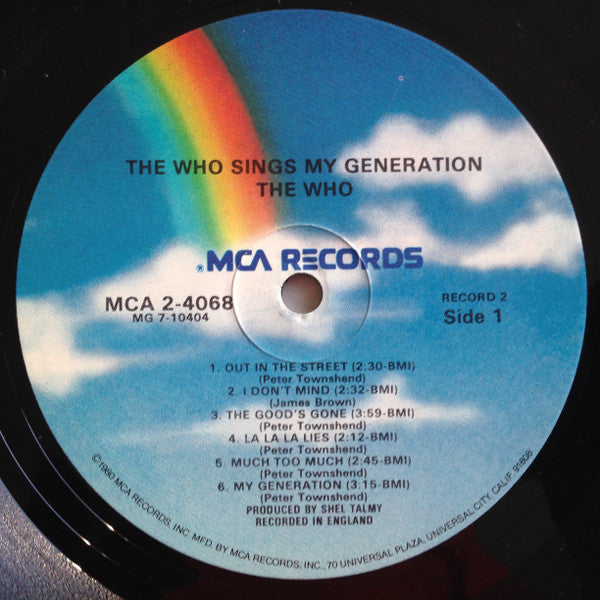 THE WHO SINGS MY GENERATION
THE WHO
®MCA RECORDS
MCA 2-4068
MG 7-10404
RECORD 2
Side 1
1. OUT IN THE STREET (2:30-BMI)
(Peter Townshend)
2. I DON'T MIND (2:32-BMI)
(James Brown)
3. THE GOOD'S GONE (3:59-BMI)
(Peter Townshend)
4. LA LA LA LIES (2:12-BMI)
(Peter Townshend)
5. MUCH TOO MUCH (2:45-BMI)
(Peter Townshend)
6. MY GENERATION (3:15-BMI)
(Peter Townshend)
PRODUCED BY SHEL TALMY
RECORDED IN ENGLAND
©1980 MCA RECORDS, INC. MFD. BY MCA RECORDS, INC., 70 UNIVERSAL PLAZA, UNIVERSAL CITY, CALIF. 91608